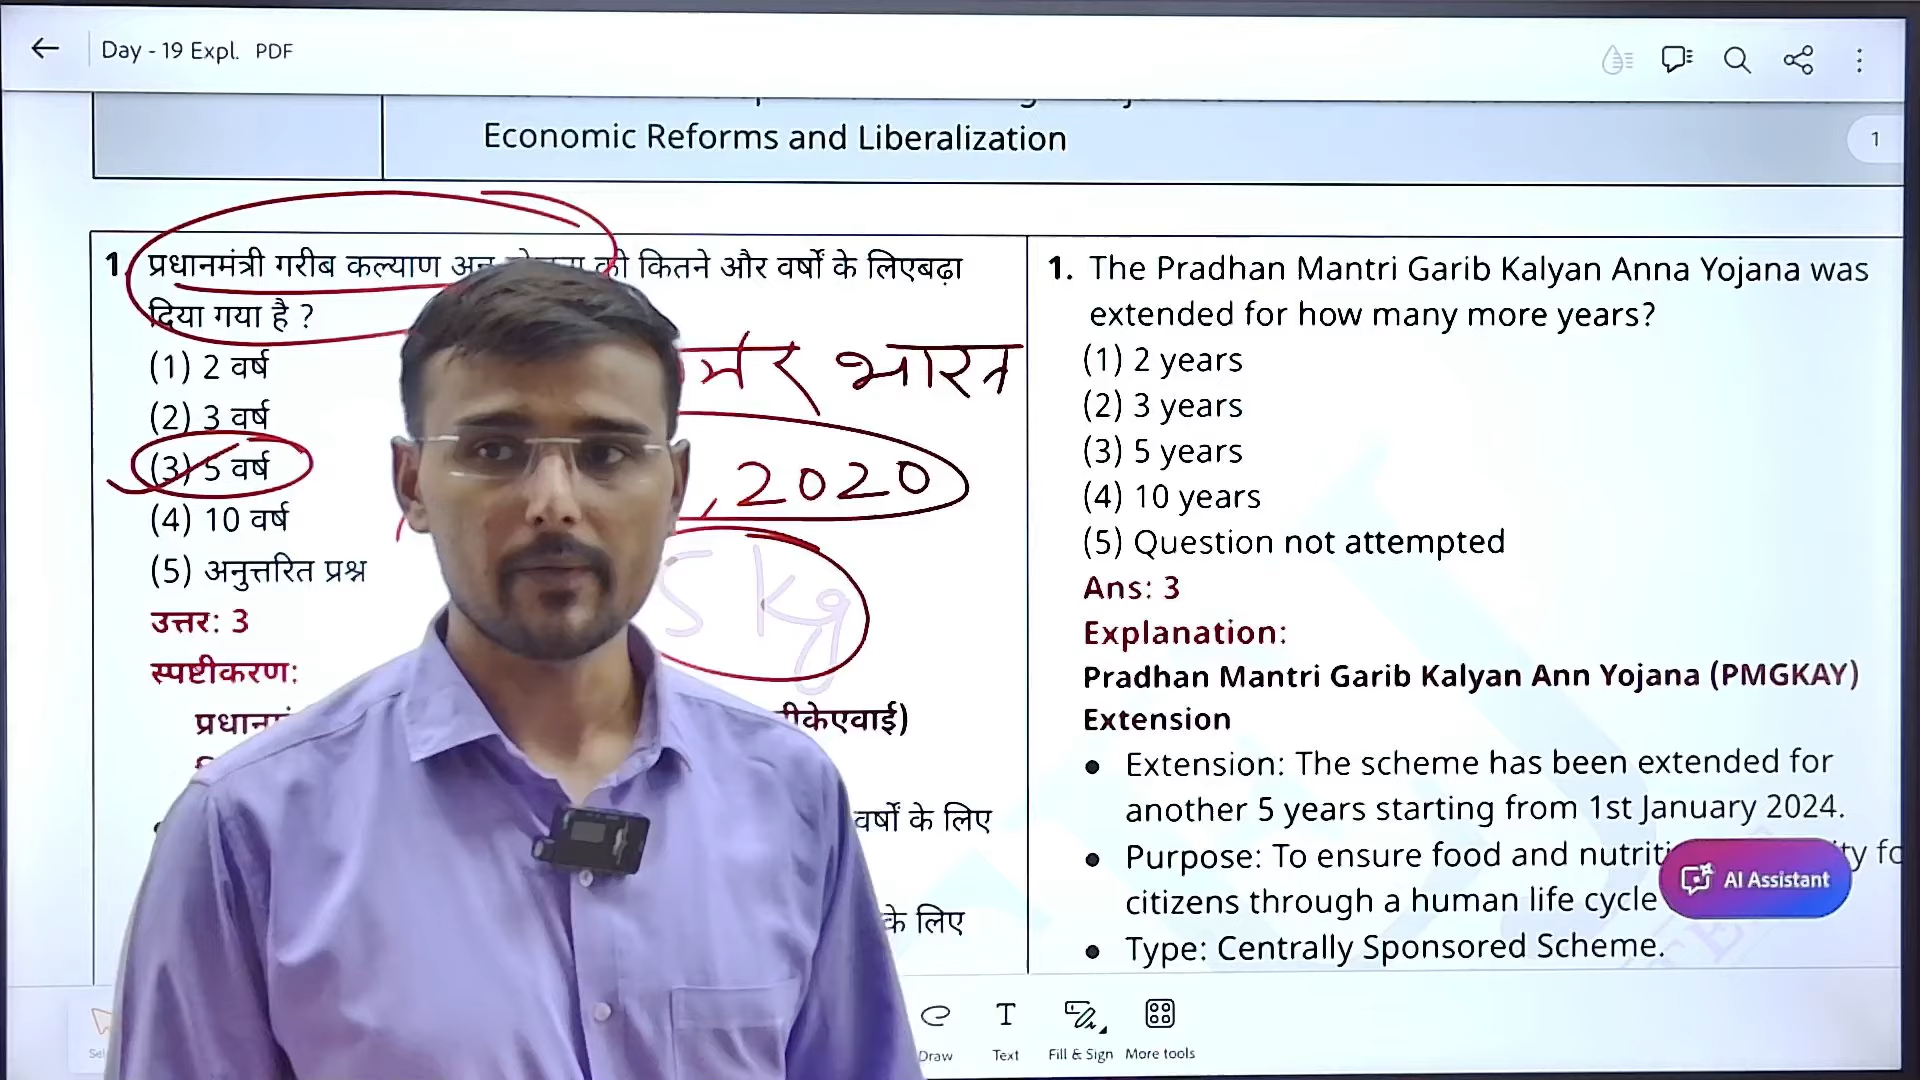 Day - 19 Expl. PDF
Economic Reforms and Liberalization
1
1 प्रधानमंत्री गरीब कल्याण की कितने और वर्षों के लिएबढ़ा
दिया गया है ?
(1) 2 वर्ष
(2) 3 वर्ष
(3) 5 वर्ष
(4) 10 वर्ष
(5) अनुत्तरित प्रश्न
उत्तर: 3
स्पष्टीकरण:
वर्षों के लिए
के लिए
भारत
, 2020
5 kg
1. The Pradhan Mantri Garib Kalyan Anna Yojana was
extended for how many more years?
(1) 2 years
(2) 3 years
(3) 5 years
(4) 10 years
(5) Question not attempted
Ans: 3
Explanation:
Pradhan Mantri Garib Kalyan Ann Yojana (PMGKAY)
Extension
• Extension: The scheme has been extended for
another 5 years starting from 1st January 2024.
• Purpose: To ensure food and
citizens through a human life cycle
• Type: Centrally Sponsored Scheme.
AI Assistant
Draw
Text
Fill & Sign
More tools